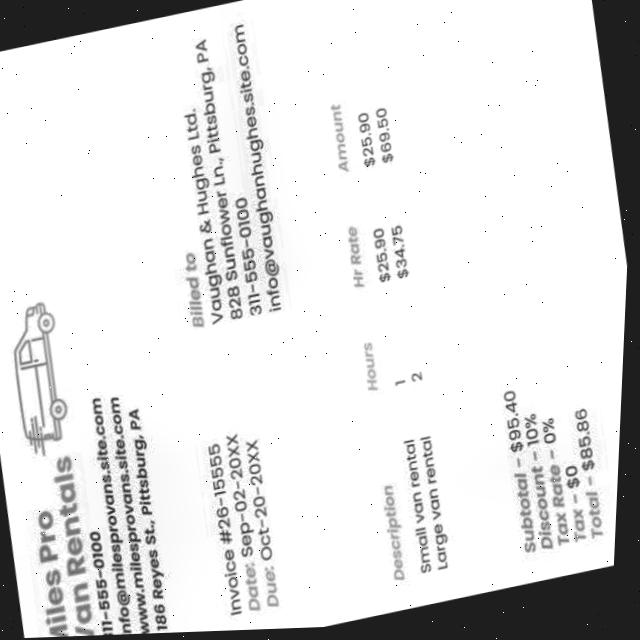 Miles Pro
Van Rentals
311-555-0100
info@milesprovans.site.com
www.milesprovans.site.com
186 Reyes St., Pittsburg, PA
Billed to
Vaughan & Hughes Ltd.
828 Sunflower Ln., Pittsburg, PA
311-555-0100
info@vaughanhughes.site.com
Invoice #26-15555
Date: Sep-02-20XX
Due: Oct-20-20XX
Description Hours Hr Rate Amount
Small van rental 1 $25.90 $25.90
Large van rental 2 $34.75 $69.50
Subtotal - $95.40
Discount - 10%
Tax Rate - 0%
Tax - $0
Total - $85.86